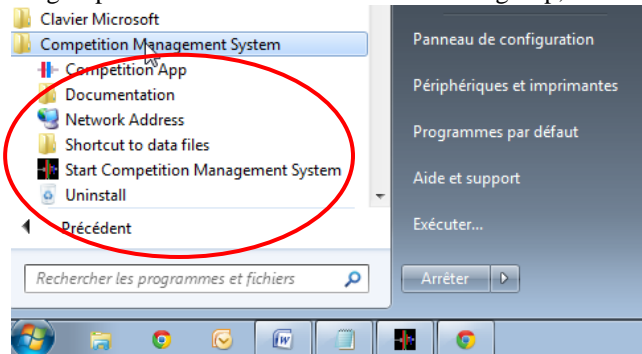 Clavier Microsoft
Competition Management System
Competition App
Documentation
Network Address
Shortcut to data files
Start Competition Management System
Uninstall
Précédent
Rechercher les programmes et fichiers
Panneau de configuration
Périphériques et imprimantes
Programmes par défaut
Aide et support
Exécuter...
Arrêter